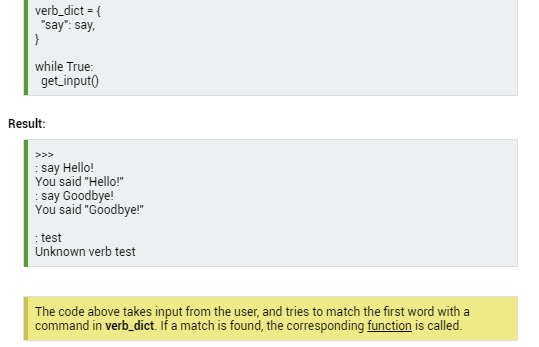 verb_dict = {
"say": say,
}
while True:
get_input()
Result:
>>>
: say Hello!
You said "Hello!"
: say Goodbye!
You said "Goodbye!"
: test
Unknown verb test
The code above takes input from the user, and tries to match the first word with a
command in verb_dict. If a match is found, the corresponding function is called.